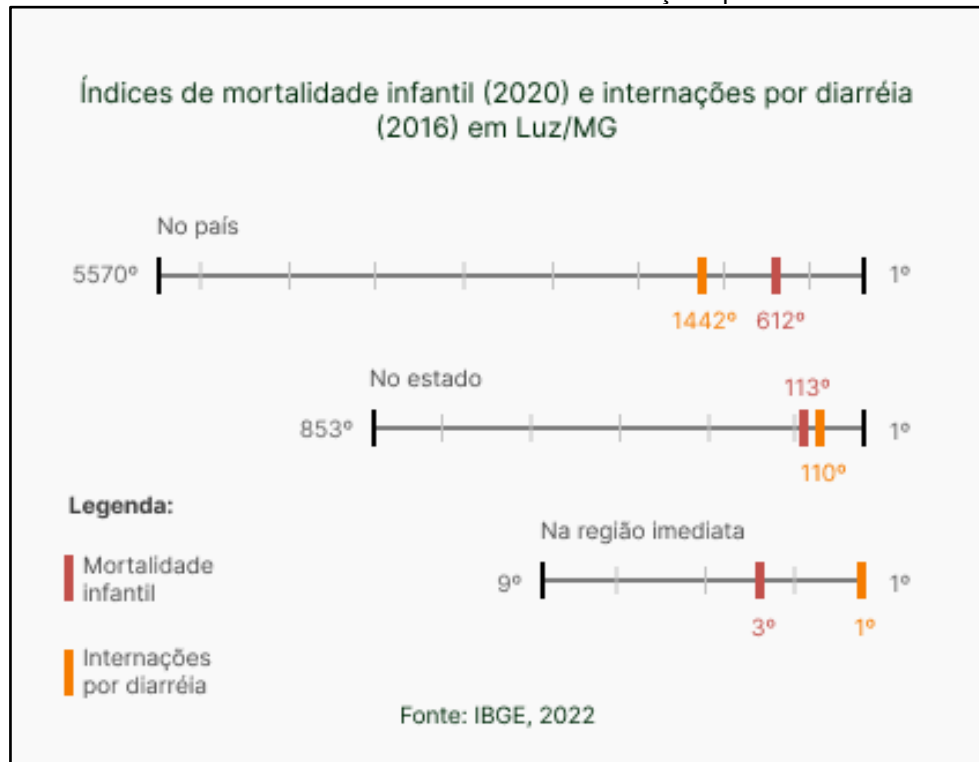 Índices de mortalidade infantil (2020) e internações por diarréia
(2016) em Luz/MG
No país
5570º
1º
1442º
612º
No estado
113º
853º
1º
110º
Legenda:
Mortalidade
infantil
Internações
por diarréia
Na região imediata
9º
1º
3º
1º
Fonte: IBGE, 2022